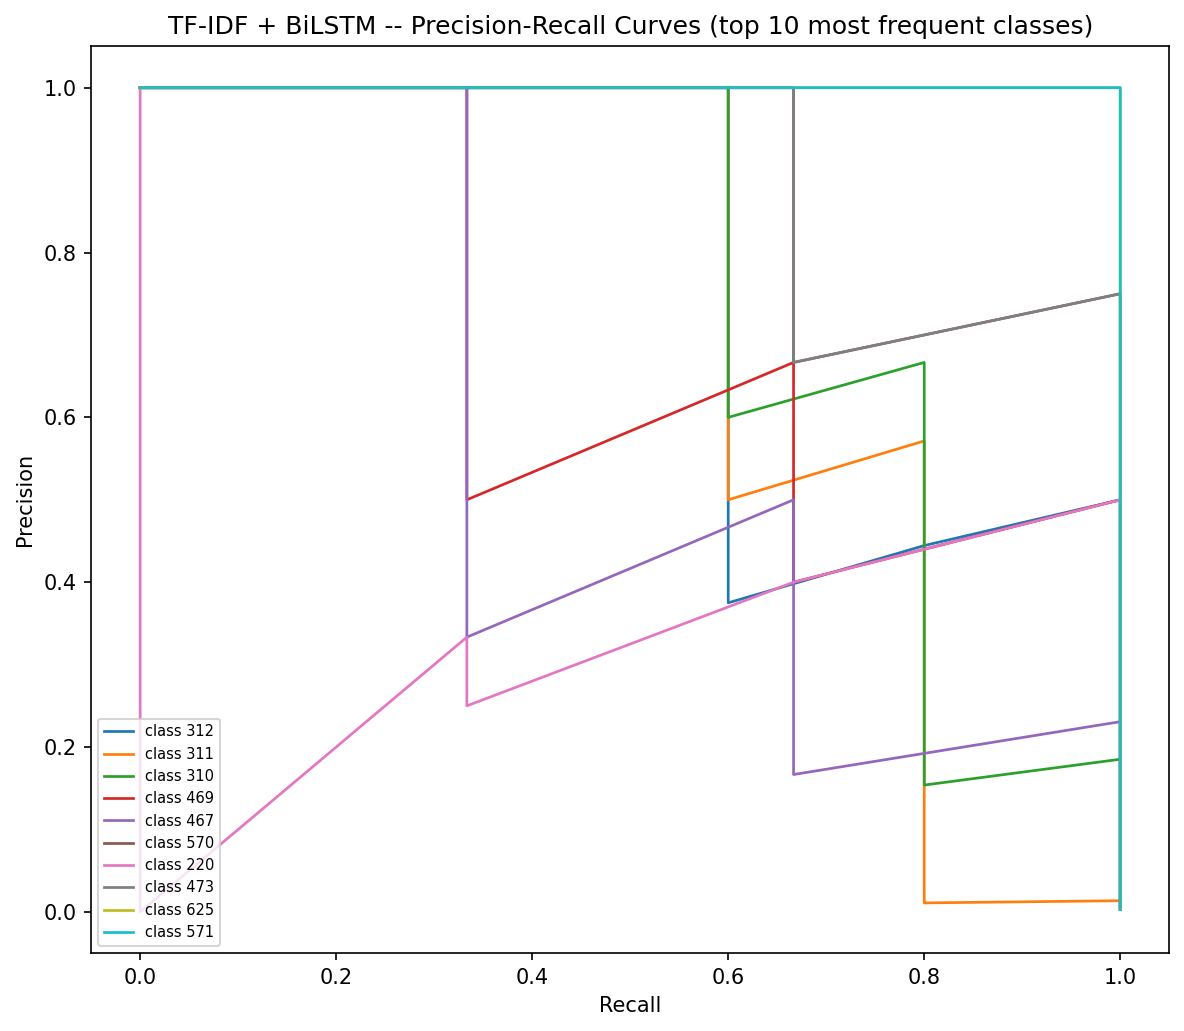 TF-IDF + BiLSTM -- Precision-Recall Curves (top 10 most frequent classes)
1.0
0.8
0.6
0.4
0.2
0.0
Precision
class 312
class 311
class 310
class 469
class 467
class 570
class 220
class 473
class 625
class 571
0.0 0.2 0.4 0.6 0.8 1.0
Recall